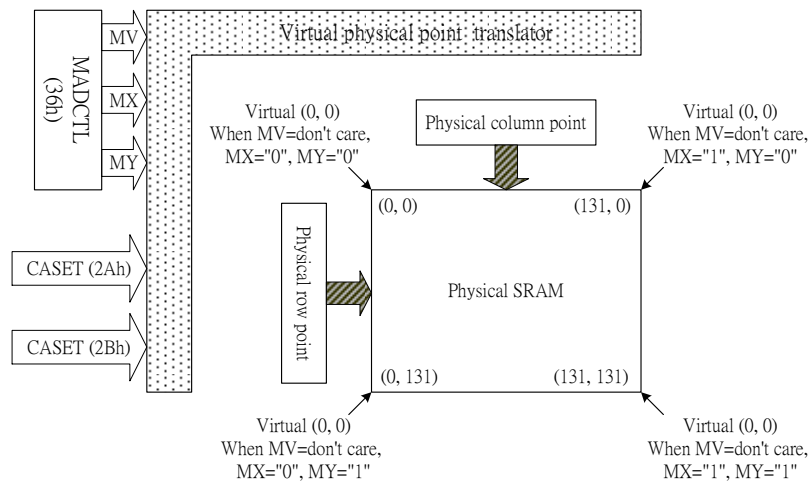 MADCTL
(36h)
MV
MX
MY
Virtual physical point translator
Virtual (0, 0)
When MV=don't care,
MX="0", MY="0"
Physical column point
Virtual (0, 0)
When MV=don't care,
MX="1", MY="0"
(0, 0)
(131, 0)
CASET (2Ah)
Physical row point
Physical SRAM
CASET (2Bh)
(0, 131)
(131, 131)
Virtual (0, 0)
When MV=don't care,
MX="0", MY="1"
Virtual (0, 0)
When MV=don't care,
MX="1", MY="1"